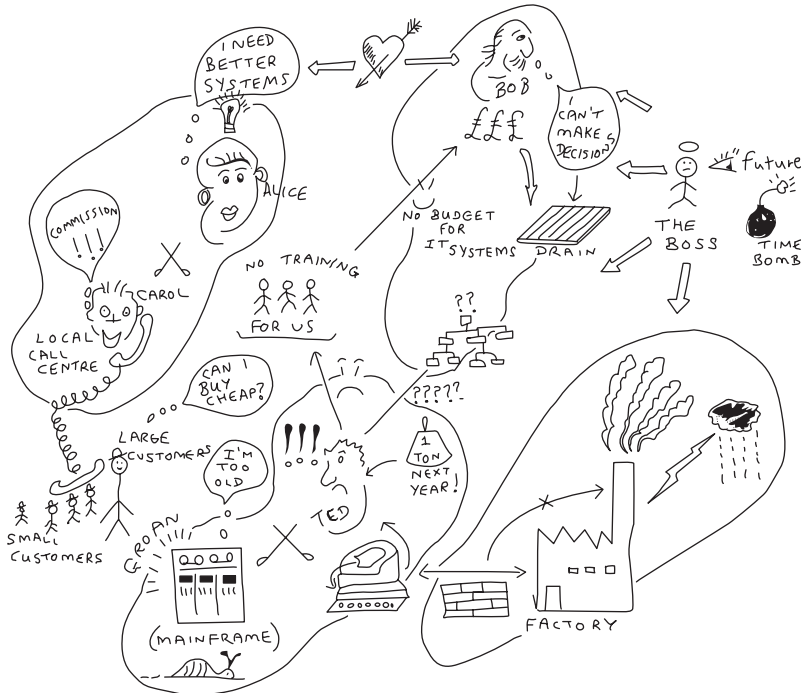 I NEED
BETTER
SYSTEMS
BOB
£££
I
CAN'T
MAKE
DECISIONS
ALICE
COMMISSION
!!!
CAROL
LOCAL
CALL
CENTRE
NO TRAINING
FOR US
NO BUDGET
FOR
IT SYSTEMS
DRAIN
THE
BOSS
future
TIME
BOMB
??
CAN I
BUY
CHEAP?
?????
LARGE
CUSTOMERS
I'M
TOO
OLD
!!!
1
TON
NEXT
YEAR!
TED
SMALL
CUSTOMERS
GROAN
(MAINFRAME)
FACTORY